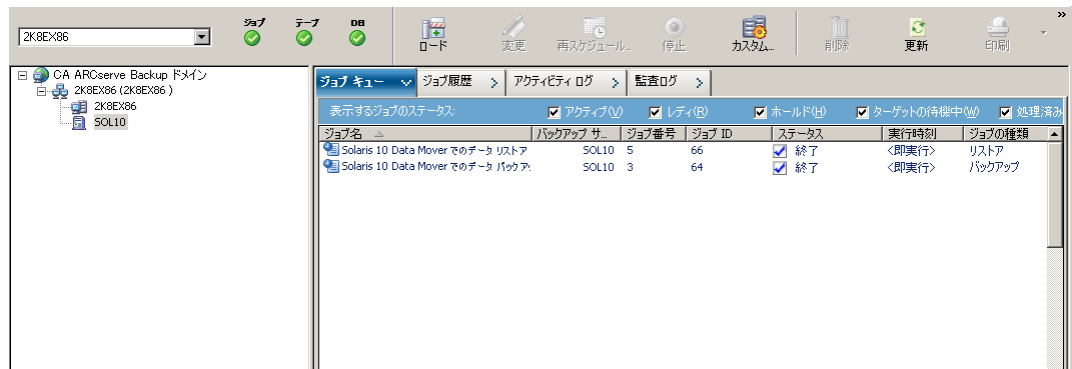 2K8EX86
ジョブ テープ DB
ロード 変更 再スケジュール... 停止 カスタム... 削除 更新 印刷
»
CA ARCserve Backup ドメイン
2K8EX86 (2K8EX86 )
2K8EX86
SOL10
ジョブ キュー ジョブ履歴 アクティビティ ログ 監査ログ
表示するジョブのステータス: アクティブ(V) レディ(R) ホールド(H) ターゲットの待機中(W) 処理済み
ジョブ名 バックアップ サ... ジョブ番号 ジョブ ID ステータス 実行時刻 ジョブの種類
Solaris 10 Data Mover でのデータ リストア SOL10 5 66 終了 <即実行> リストア
Solaris 10 Data Mover でのデータ バックア SOL10 3 64 終了 <即実行> バックアップ